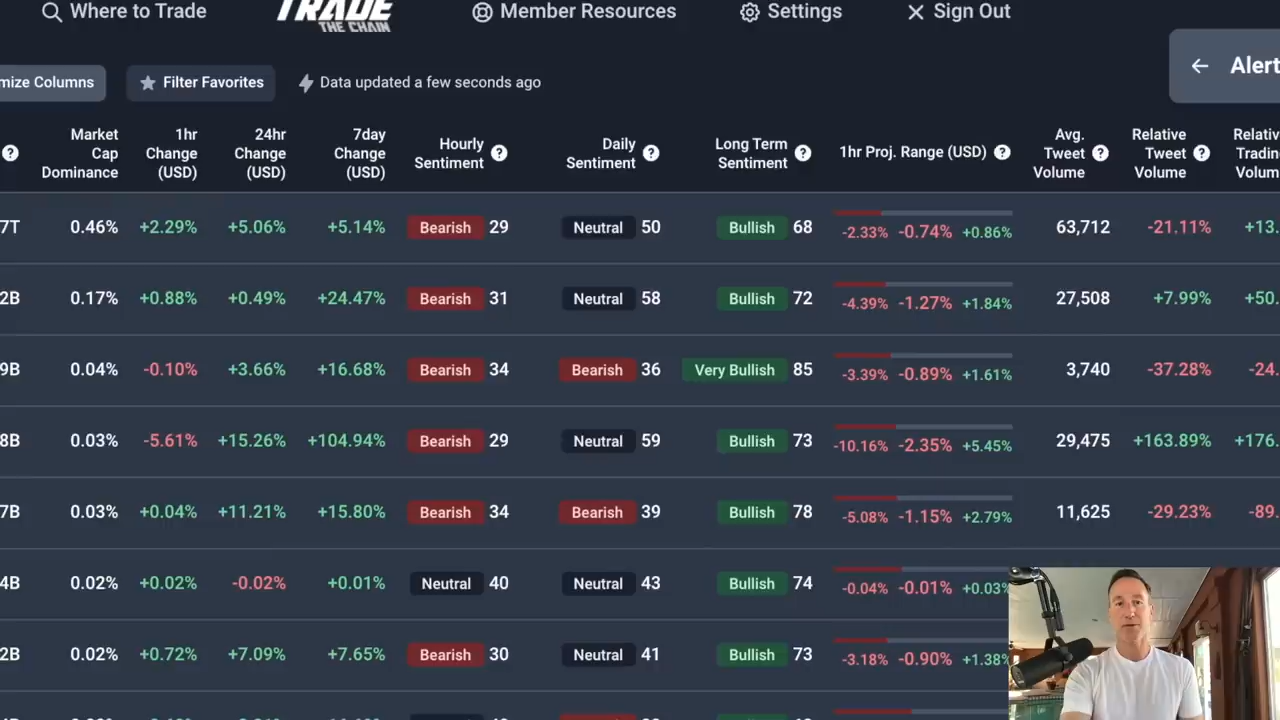 Where to Trade
TRADE
THE CHAIN
Member Resources
Settings
Sign Out
mize Columns
Filter Favorites
Data updated a few seconds ago
Alert
? Market Cap Dominance 1hr Change (USD) 24hr Change (USD) 7day Change (USD) Hourly Sentiment ? Daily Sentiment ? Long Term Sentiment ? 1hr Proj. Range (USD) ? Avg. Tweet Volume ? Relative Tweet Volume ? Relativ Tradin Volum
7T 0.46% +2.29% +5.06% +5.14% Bearish 29 Neutral 50 Bullish 68 -2.33% -0.74% +0.86% 63,712 -21.11% +13.
2B 0.17% +0.88% +0.49% +24.47% Bearish 31 Neutral 58 Bullish 72 -4.39% -1.27% +1.84% 27,508 +7.99% +50.
9B 0.04% -0.10% +3.66% +16.68% Bearish 34 Bearish 36 Very Bullish 85 -3.39% -0.89% +1.61% 3,740 -37.28% -24.
8B 0.03% -5.61% +15.26% +104.94% Bearish 29 Neutral 59 Bullish 73 -10.16% -2.35% +5.45% 29,475 +163.89% +176.
7B 0.03% +0.04% +11.21% +15.80% Bearish 34 Bearish 39 Bullish 78 -5.08% -1.15% +2.79% 11,625 -29.23% -89.
4B 0.02% +0.02% -0.02% +0.01% Neutral 40 Neutral 43 Bullish 74 -0.04% -0.01% +0.03%
2B 0.02% +0.72% +7.09% +7.65% Bearish 30 Neutral 41 Bullish 73 -3.18% -0.90% +1.38%